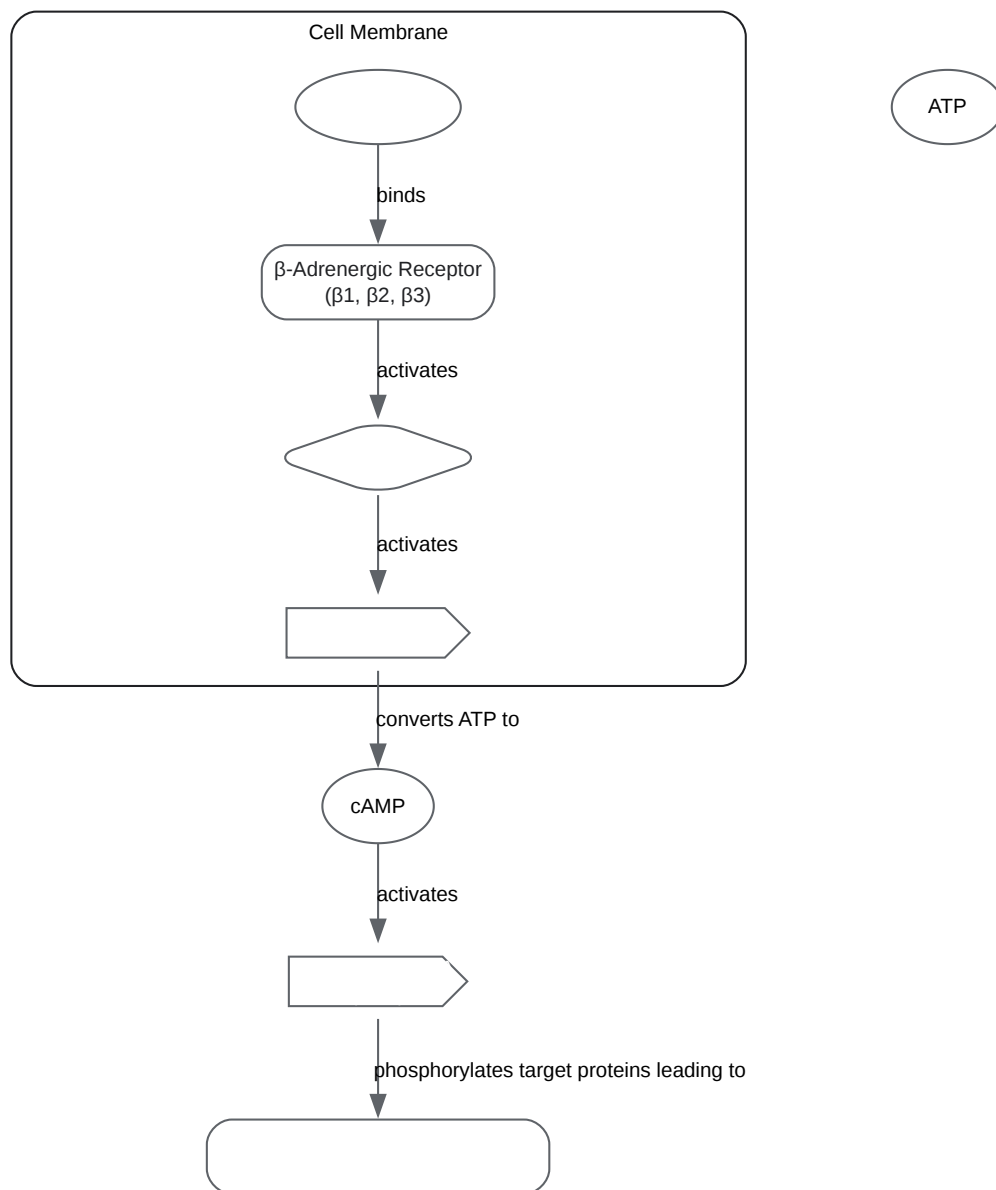 Cell Membrane
ATP
binds
β-Adrenergic Receptor
(β1, β2, β3)
activates
activates
converts ATP to
cAMP
activates
phosphorylates target proteins leading to